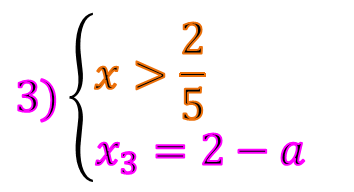 3) { x > 2/5
x₃ = 2 − a